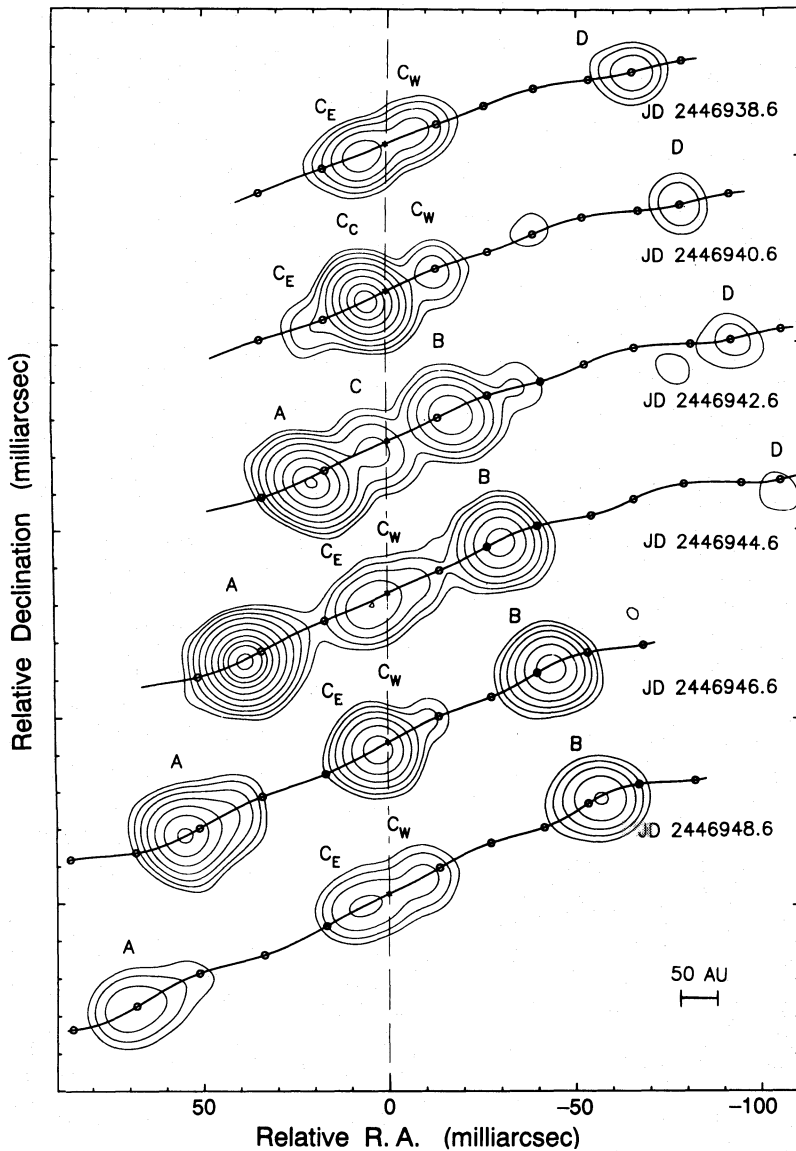 D
C_W
C_E
JD 2446938.6
D
C_C
C_W
C_E
JD 2446940.6
D
B
C
A
JD 2446942.6
D
B
C_W
C_E
A
JD 2446944.6
B
C_W
C_E
A
JD 2446946.6
B
C_W
C_E
JD 2446948.6
A
50 AU
Relative Declination (milliarcsec)
50 0 −50 −100
Relative R. A. (milliarcsec)